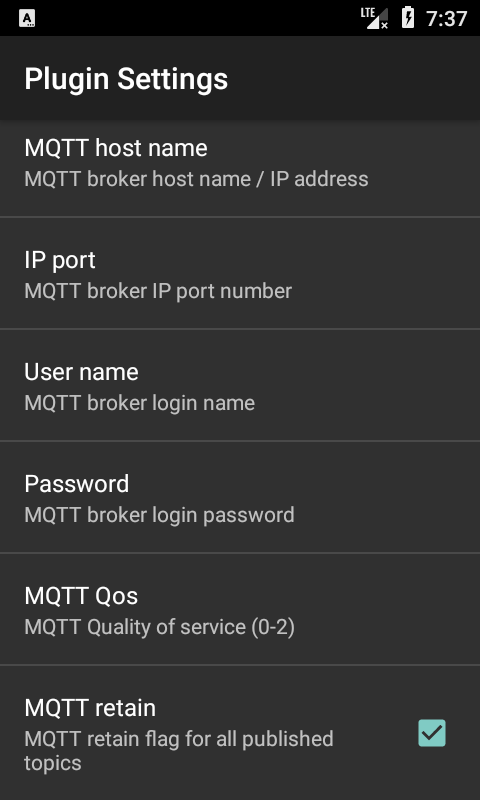 LTE 7:37
Plugin Settings
MQTT host name
MQTT broker host name / IP address
IP port
MQTT broker IP port number
User name
MQTT broker login name
Password
MQTT broker login password
MQTT Qos
MQTT Quality of service (0-2)
MQTT retain
MQTT retain flag for all published
topics